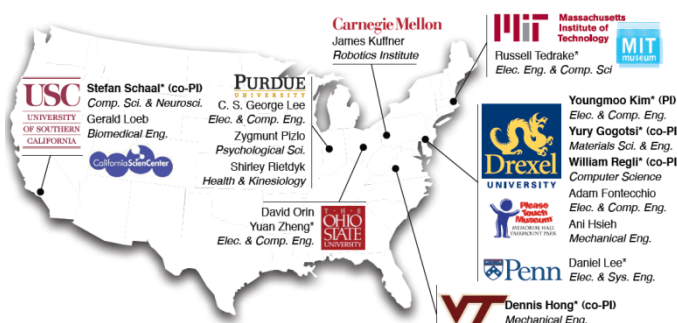 USC
UNIVERSITY
OF SOUTHERN
CALIFORNIA
Stefan Schaal* (co-PI)
Comp. Sci. & Neurosci.
Gerald Loeb
Biomedical Eng.
CaliforniaScienCenter
PURDUE
UNIVERSITY
C. S. George Lee
Elec. & Comp. Eng.
Zygmunt Pizlo
Psychological Sci.
Shirley Rietdyk
Health & Kinesiology
David Orin
Yuan Zheng*
Elec. & Comp. Eng.
THE
OHIO
STATE
UNIVERSITY
Carnegie Mellon
James Kuffner
Robotics Institute
Massachusetts
Institute of
Technology
MIT
museum
Russell Tedrake*
Elec. Eng. & Comp. Sci
Drexel
UNIVERSITY
Youngmoo Kim* (PI)
Elec. & Comp. Eng.
Yury Gogotsi* (co-PI
Materials Sci. & Eng.
William Regli* (co-PI
Computer Science
Adam Fontecchio
Elec. & Comp. Eng.
Ani Hsieh
Mechanical Eng.
Please
Touch
Museum
MEMORIAL HALL
FAIRMOUNT PARK
Penn
Daniel Lee*
Elec. & Sys. Eng.
VT
Dennis Hong* (co-PI)
Mechanical Eng.